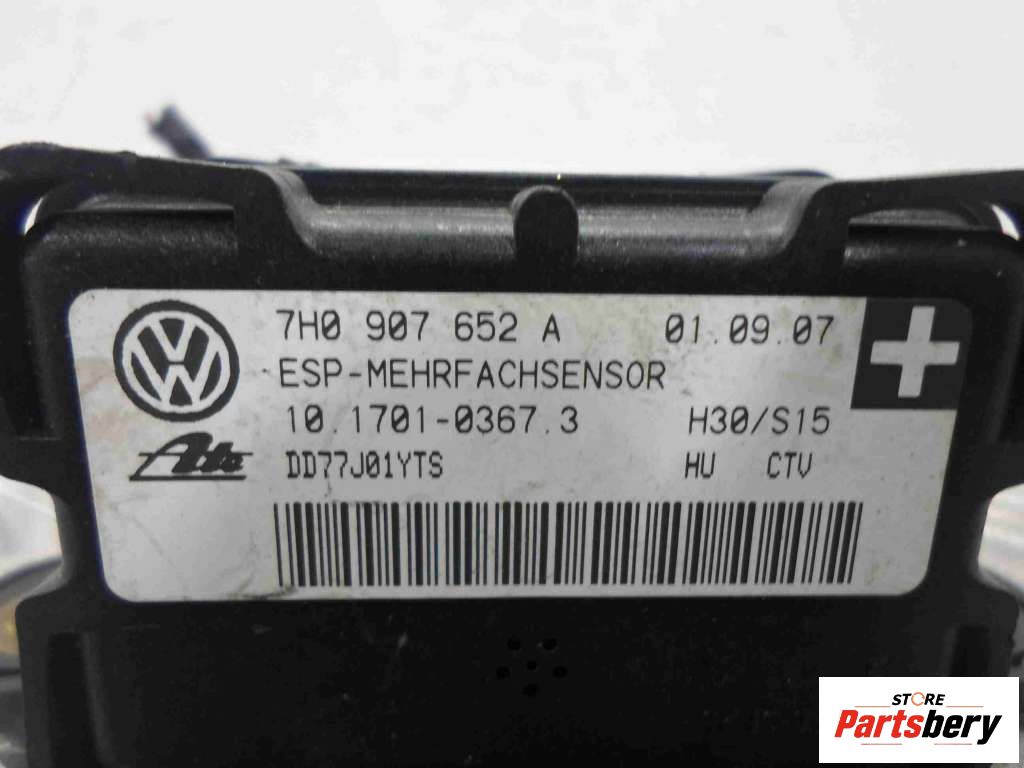 7H0 907 652 A 01.09.07
ESP-MEHRFACHSENSOR
10.1701-0367.3 H30/S15
Ate DD77J01YTS HU CTV
STORE
Partsbery